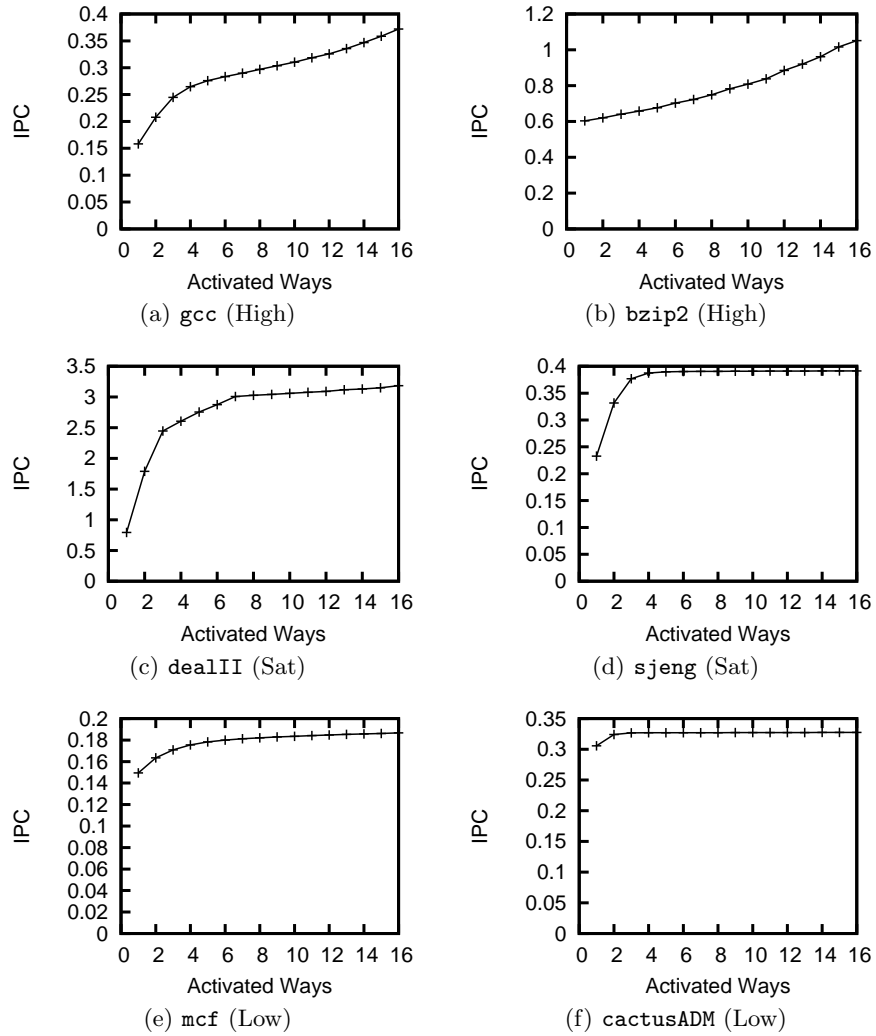 0.4
0.35
0.3
0.25
0.2
0.15
0.1
0.05
0
IPC
0 2 4 6 8 10 12 14 16
Activated Ways
(a) gcc (High)
1.2
1
0.8
0.6
0.4
0.2
0
IPC
0 2 4 6 8 10 12 14 16
Activated Ways
(b) bzip2 (High)
3.5
3
2.5
2
1.5
1
0.5
0
IPC
0 2 4 6 8 10 12 14 16
Activated Ways
(c) dealII (Sat)
0.4
0.35
0.3
0.25
0.2
0.15
0.1
0.05
0
IPC
0 2 4 6 8 10 12 14 16
Activated Ways
(d) sjeng (Sat)
0.2
0.18
0.16
0.14
0.12
0.1
0.08
0.06
0.04
0.02
0
IPC
0 2 4 6 8 10 12 14 16
Activated Ways
(e) mcf (Low)
0.35
0.3
0.25
0.2
0.15
0.1
0.05
0
IPC
0 2 4 6 8 10 12 14 16
Activated Ways
(f) cactusADM (Low)